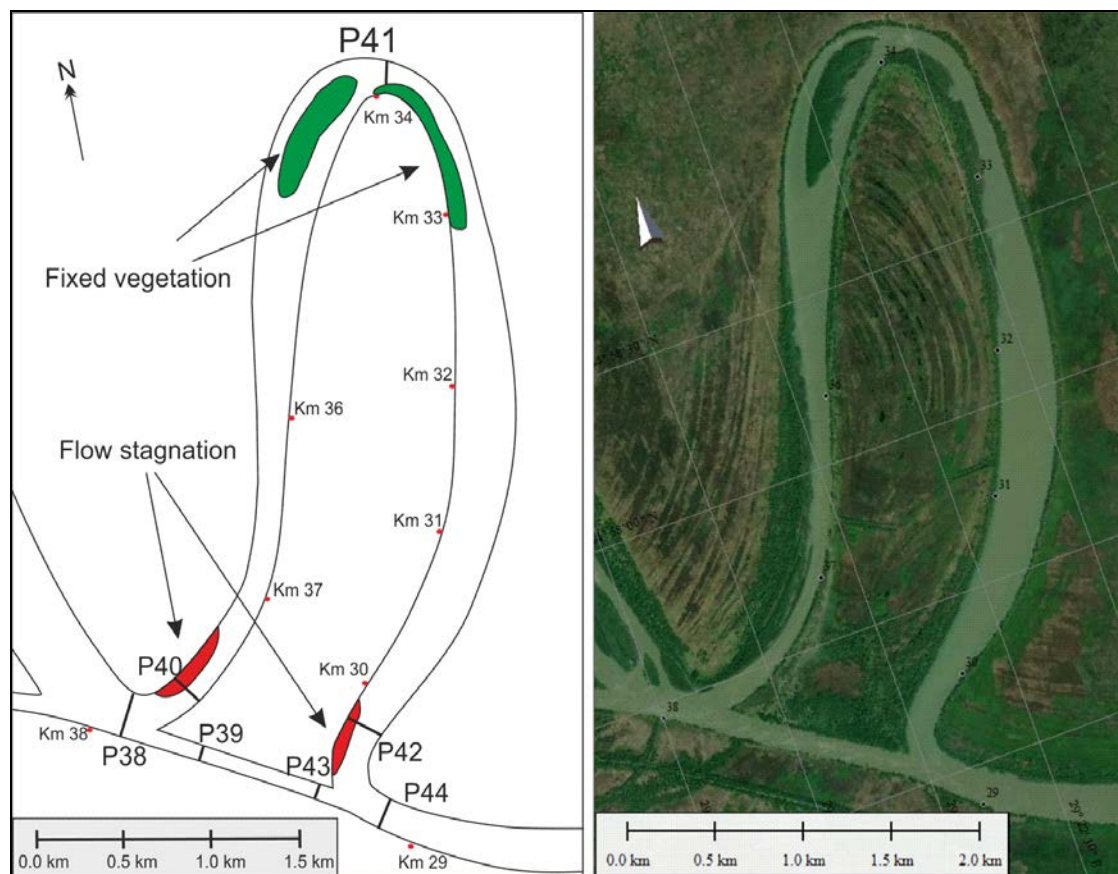 P41
N
Km 34
Km 33
Fixed vegetation
Km 32
Km 36
Flow stagnation
Km 31
Km 37
P40
Km 30
Km 38
P38
P39
P42
P43
P44
Km 29
0.0 km 0.5 km 1.0 km 1.5 km
34
33
32
36
31
30
38
29
0.0 km 0.5 km 1.0 km 1.5 km 2.0 km